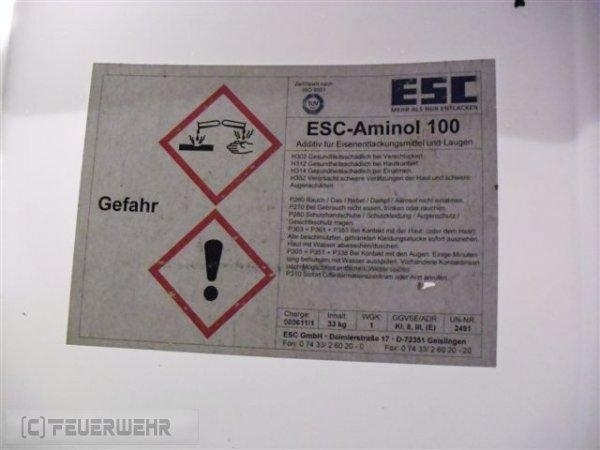 Zertifiziert nach
ISO 9001
TÜV
ESC
MEHR ALS NUR ENTLACKEN
ESC-Aminol 100
Additiv für Eisenentlackungsmittel und Laugen
Gefahr
H302 Gesundheitsschädlich bei Verschlucken.
H312 Gesundheitsschädlich bei Hautkontakt.
H314 Gesundheitsschädlich bei Einatmen.
H332 Verursacht schwere Verätzungen der Haut und schwere
Augenschäden.
P260 Rauch / Gas / Nebel / Dampf / Aerosol nicht einatmen.
P270 Bei Gebrauch nicht essen, trinken oder rauchen.
P280 Schutzhandschuhe / Schutzkleidung / Augenschutz /
Gesichtsschutz tragen
P303 + P361 + P353 Bei Kontakt mit der Haut (oder dem Haar):
Alle beschmutzten, getränkten Kleidungsstücke sofort ausziehen.
Haut mit Wasser abwaschen/duschen.
P305 + P351 + P338 Bei Kontakt mit den Augen: Einige Minuten
lang behutsam mit Wasser ausspülen. Vorhandene Kontaktlinsen
nach Möglichkeit entfernen. Weiter spülen
P310 Sofort Giftinformationszentrum oder Arzt anrufen.
Charge: Inhalt: WGK: GGVSE/ADR: UN-NR.
080611/1 33 kg 1 Kl, 8, III, (E) 2491
ESC GmbH • Daimlerstraße 17 • D-72351 Geislingen
Fon: 0 74 33/ 2 60 20 - 0 Fax: 0 74 33/ 2 60 20 - 20
(C) FEUERWEHR